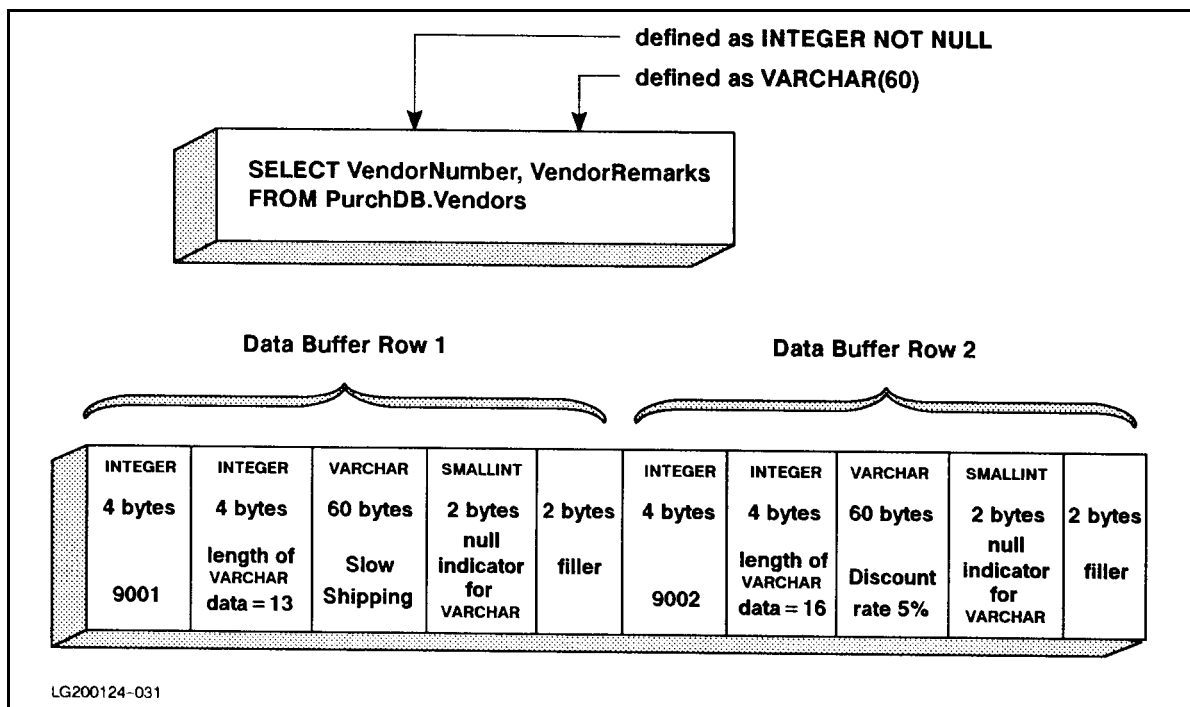 defined as INTEGER NOT NULL
defined as VARCHAR(60)
SELECT VendorNumber, VendorRemarks
FROM PurchDB.Vendors
Data Buffer Row 1
Data Buffer Row 2
INTEGER
4 bytes
9001
INTEGER
4 bytes
length of
VARCHAR
data = 13
VARCHAR
60 bytes
Slow
Shipping
SMALLINT
2 bytes
null
indicator
for
VARCHAR
2 bytes
filler
INTEGER
4 bytes
9002
INTEGER
4 bytes
length of
VARCHAR
data = 16
VARCHAR
60 bytes
Discount
rate 5%
SMALLINT
2 bytes
null
indicator
for
VARCHAR
2 bytes
filler
LG200124-031